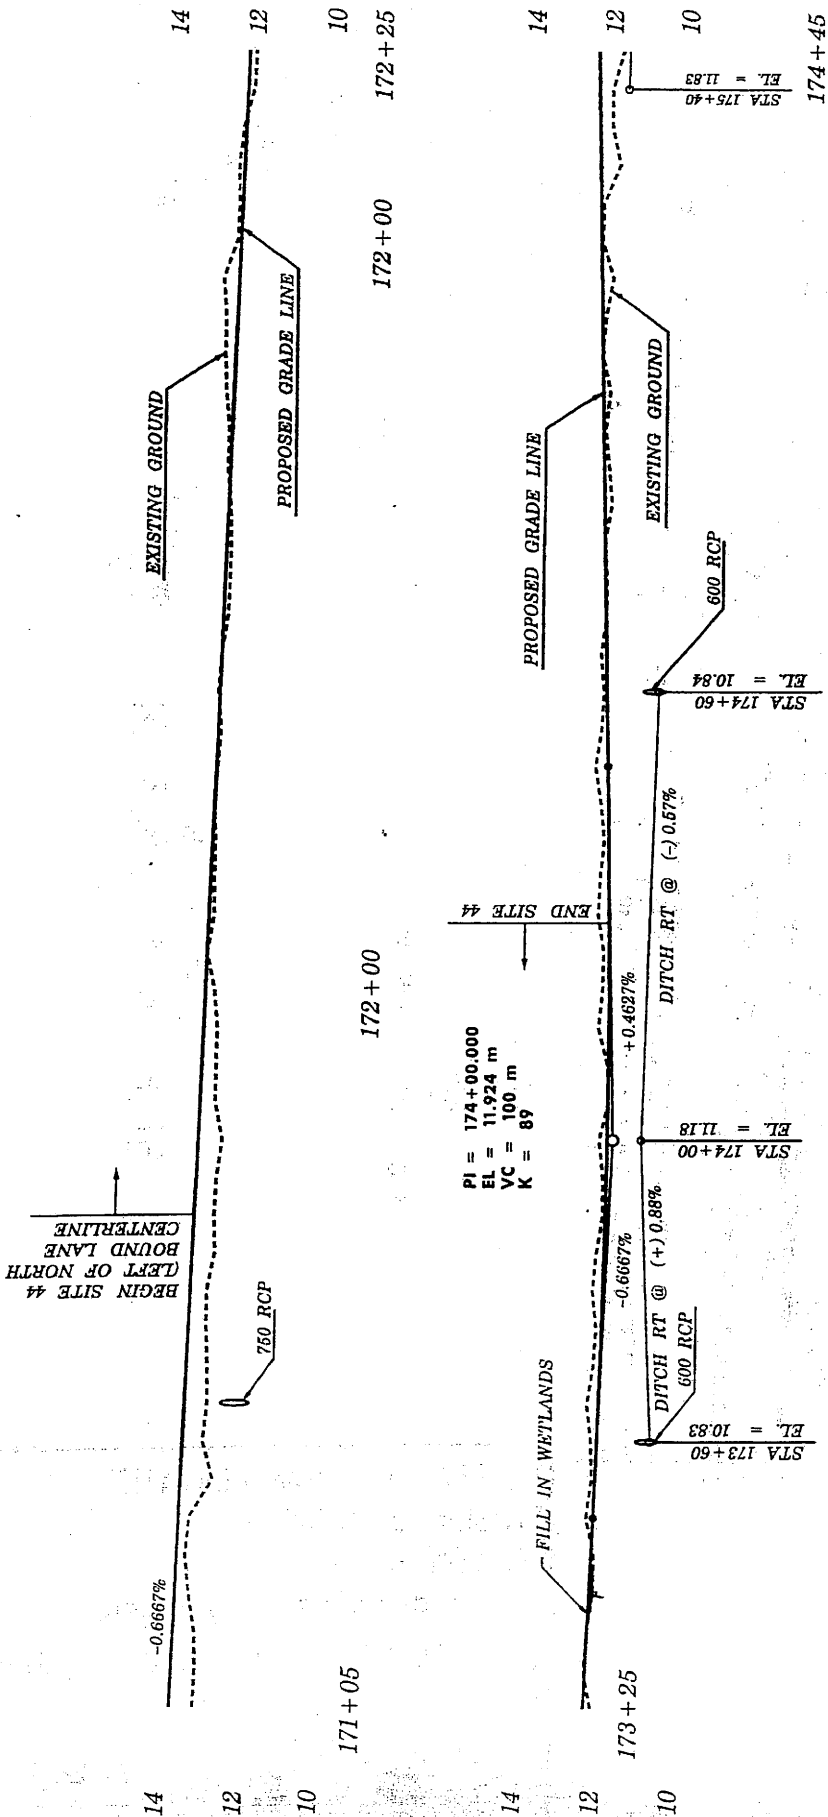 14
12
10
171+05
-0.6667%
750 RCP
BEGIN SITE 44
(LEFT OF NORTH
BOUND LANE
CENTERLINE
172+00
EXISTING GROUND
PROPOSED GRADE LINE
172+00
14
12
10
172+25
14
12
10
173+25
FILL IN WETLANDS
STA 173+60
EL. = 10.83
600 RCP
DITCH RT @ (+) 0.88%
-0.6667%
PI = 174+00.000
EL = 11.924 m
VC = 100 m
K = 89
STA 174+00
EL. = 11.18
+0.4627%
DITCH RT @ (-) 0.57%
END SITE 44
STA 174+60
EL. = 10.84
600 RCP
PROPOSED GRADE LINE
EXISTING GROUND
STA 175+40
EL. = 11.83
14
12
10
174+45